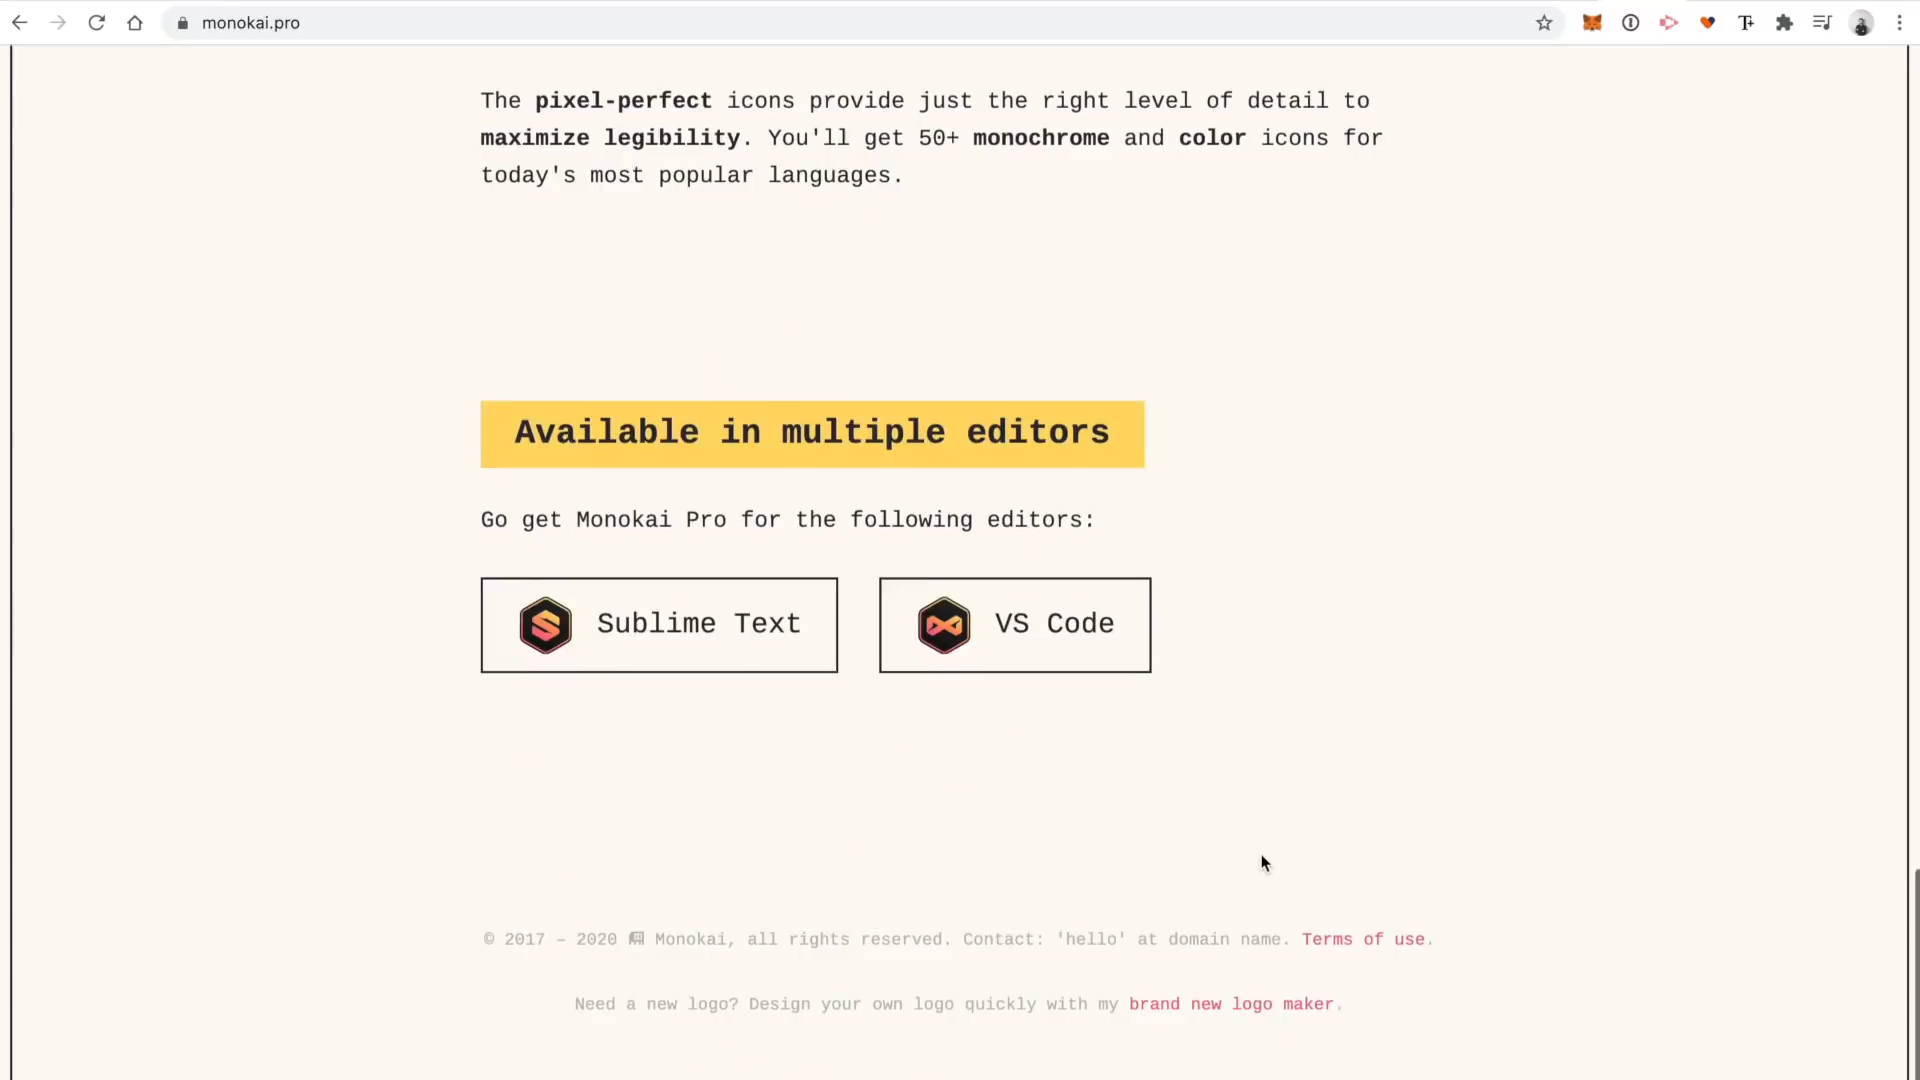 monokai.pro
The pixel-perfect icons provide just the right level of detail to
maximize legibility. You'll get 50+ monochrome and color icons for
today's most popular languages.
Available in multiple editors
Go get Monokai Pro for the following editors:
Sublime Text
VS Code
© 2017 – 2020 Monokai, all rights reserved. Contact: 'hello' at domain name. Terms of use.
Need a new logo? Design your own logo quickly with my brand new logo maker.